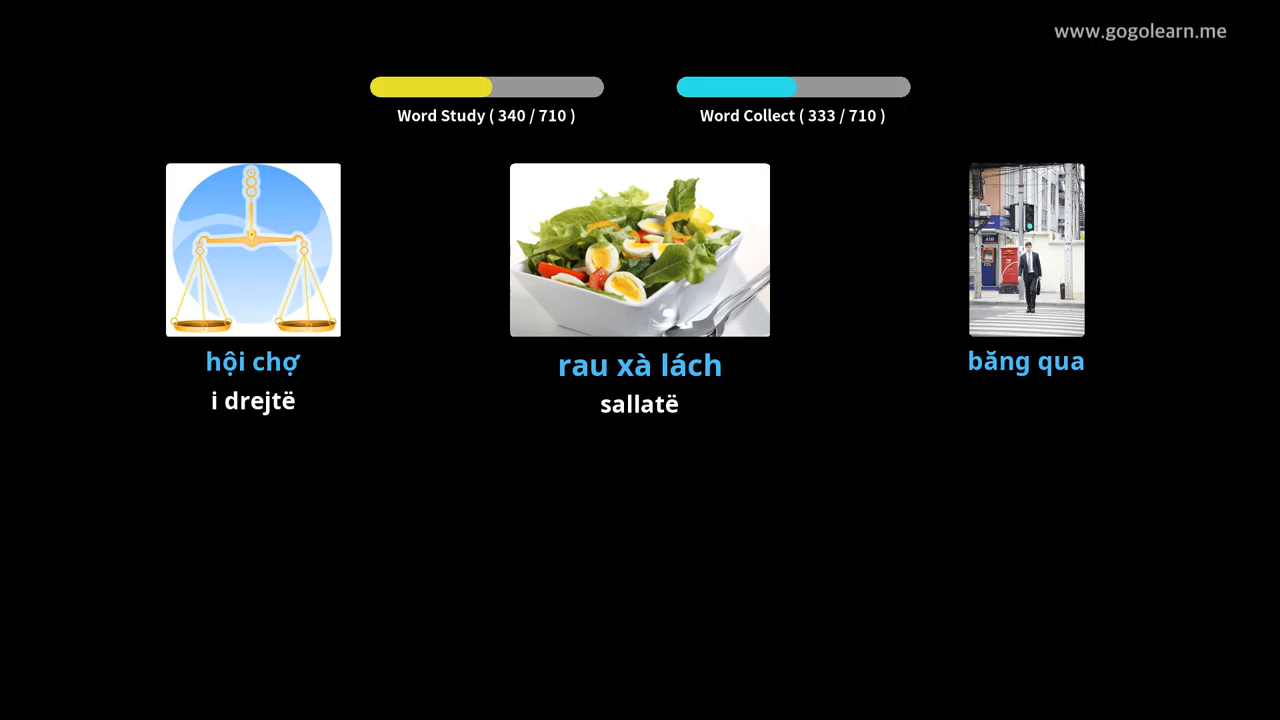 www.gogolearn.me
Word Study ( 340 / 710 )
Word Collect ( 333 / 710 )
hội chợ
i drejtë
rau xà lách
sallatë
băng qua